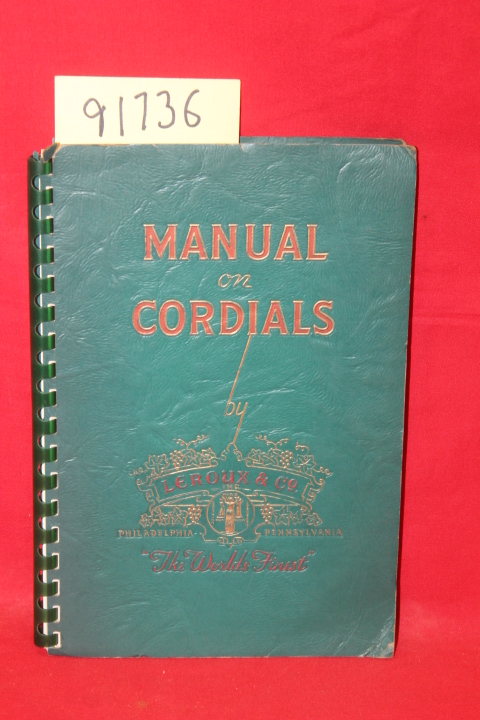 91736
MANUAL
on
CORDIALS
by
LEROUX & Co.
PHILADELPHIA PENNSYLVANIA
"The World's Finest"